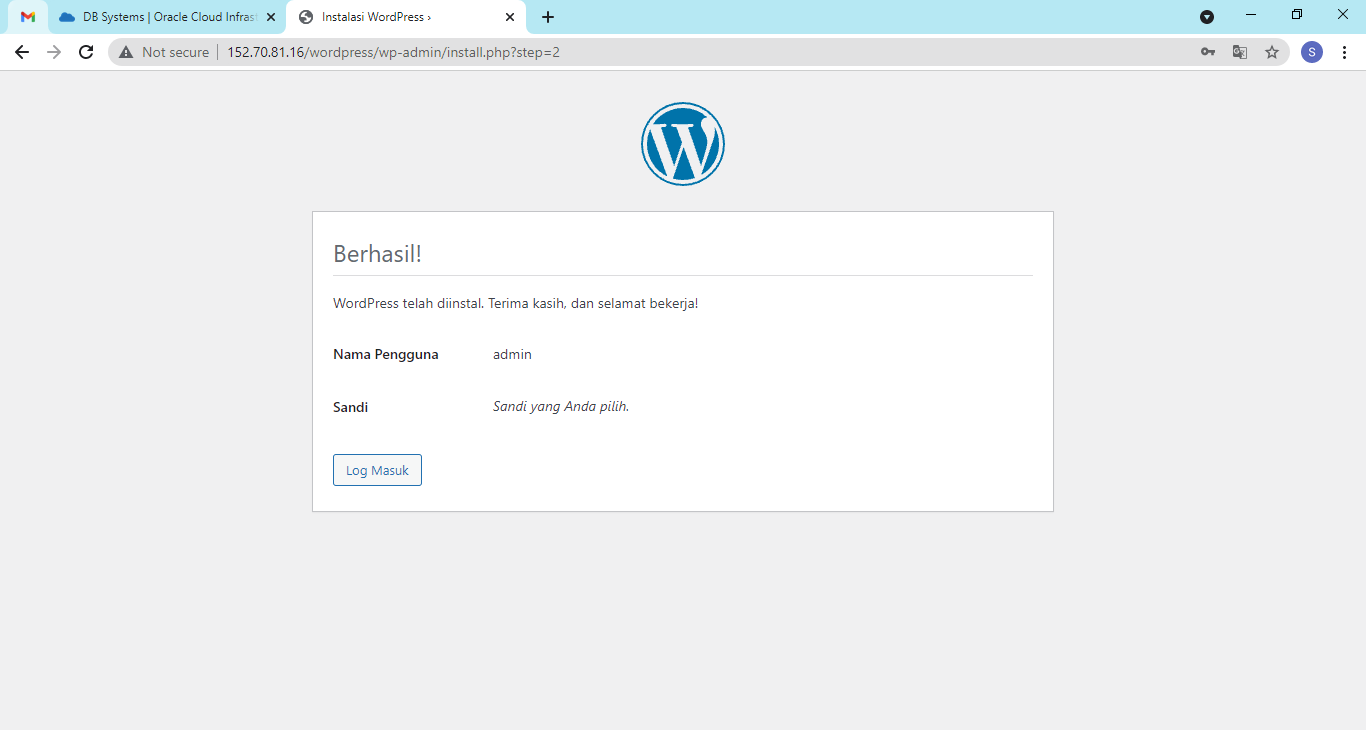 DB Systems | Oracle Cloud Infrast
Instalasi WordPress ›
Not secure
152.70.81.16/wordpress/wp-admin/install.php?step=2
S
Berhasil!
WordPress telah diinstal. Terima kasih, dan selamat bekerja!
Nama Pengguna admin
Sandi Sandi yang Anda pilih.
Log Masuk